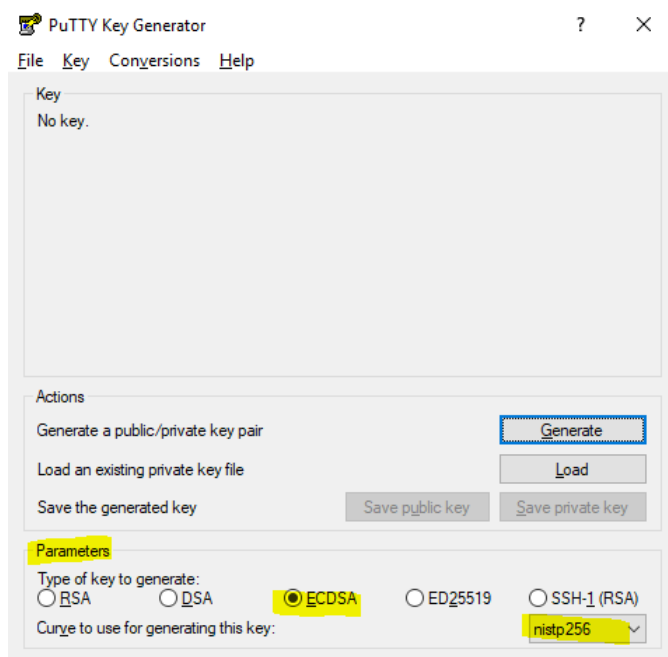 PuTTY Key Generator ?
File Key Conversions Help
Key
No key.
Actions
Generate a public/private key pair Generate
Load an existing private key file Load
Save the generated key Save public key Save private key
Parameters
Type of key to generate:
RSA DSA ECDSA ED25519 SSH-1 (RSA)
Curve to use for generating this key: nistp256